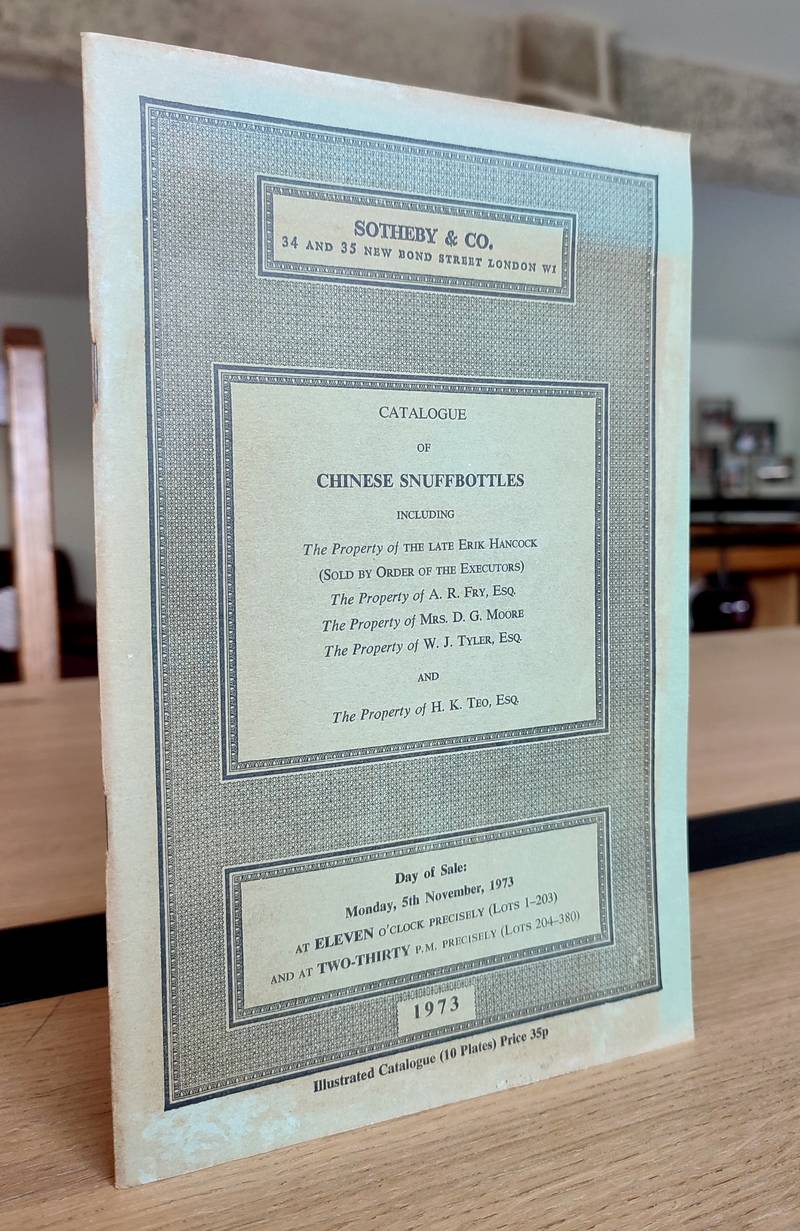 SOTHEBY & CO.
34 AND 35 NEW BOND STREET LONDON W1
CATALOGUE
OF
CHINESE SNUFFBOTTLES
INCLUDING
The Property of THE LATE ERIK HANCOCK
(SOLD BY ORDER OF THE EXECUTORS)
The Property of A. R. FRY, ESQ.
The Property of MRS. D. G. MOORE
The Property of W. J. TYLER, ESQ.
AND
The Property of H. K. TEO, ESQ.
Day of Sale:
Monday, 5th November, 1973
AT ELEVEN O'CLOCK PRECISELY (LOTS 1–203)
AND AT TWO-THIRTY P.M. PRECISELY (LOTS 204–380)
1973
Illustrated Catalogue (10 Plates) Price 35p